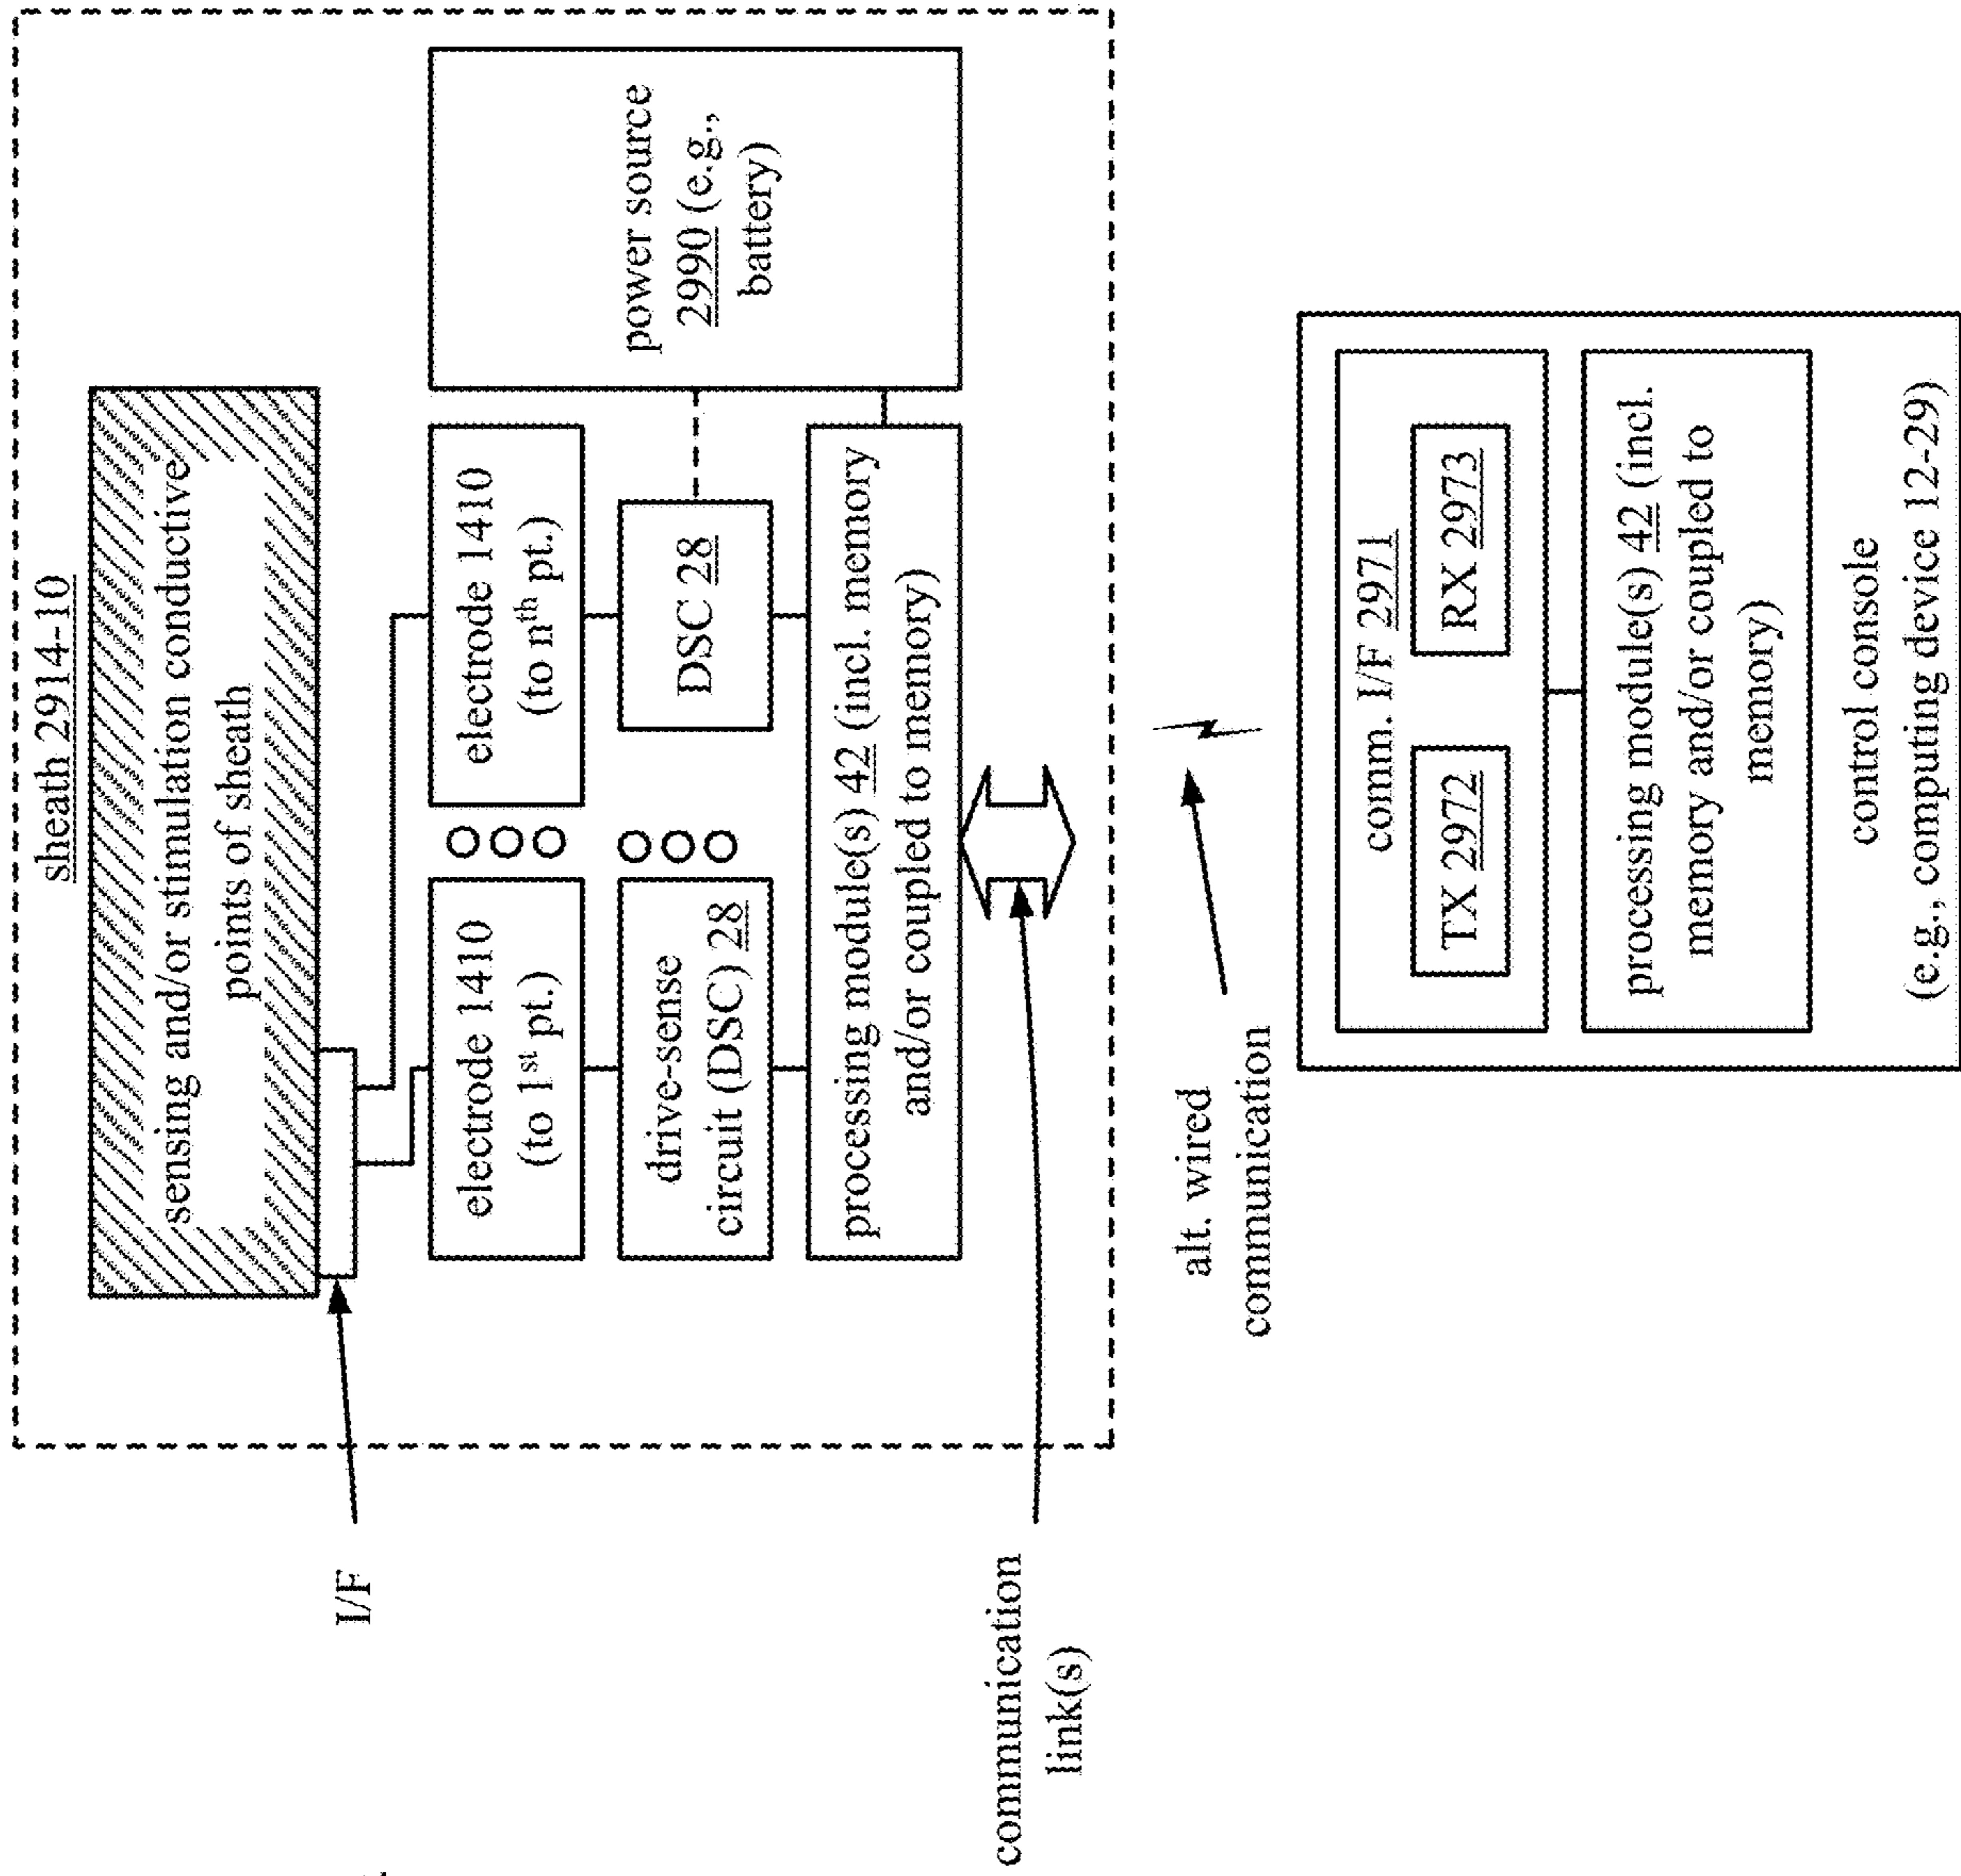 sheath 2914-10
sensing and/or stimulation conductive
points of sheath
I/F
electrode 1410
(to 1st pt.)
electrode 1410
(to nth pt.)
drive-sense
circuit (DSC) 28
DSC 28
power source
2990 (e.g.,
battery)
processing module(s) 42 (incl. memory
and/or coupled to memory)
communication
link(s)
alt. wired
communication
comm. I/F 2971
TX 2972
RX 2973
processing module(s) 42 (incl.
memory and/or coupled to
memory)
control console
(e.g., computing device 12-29)